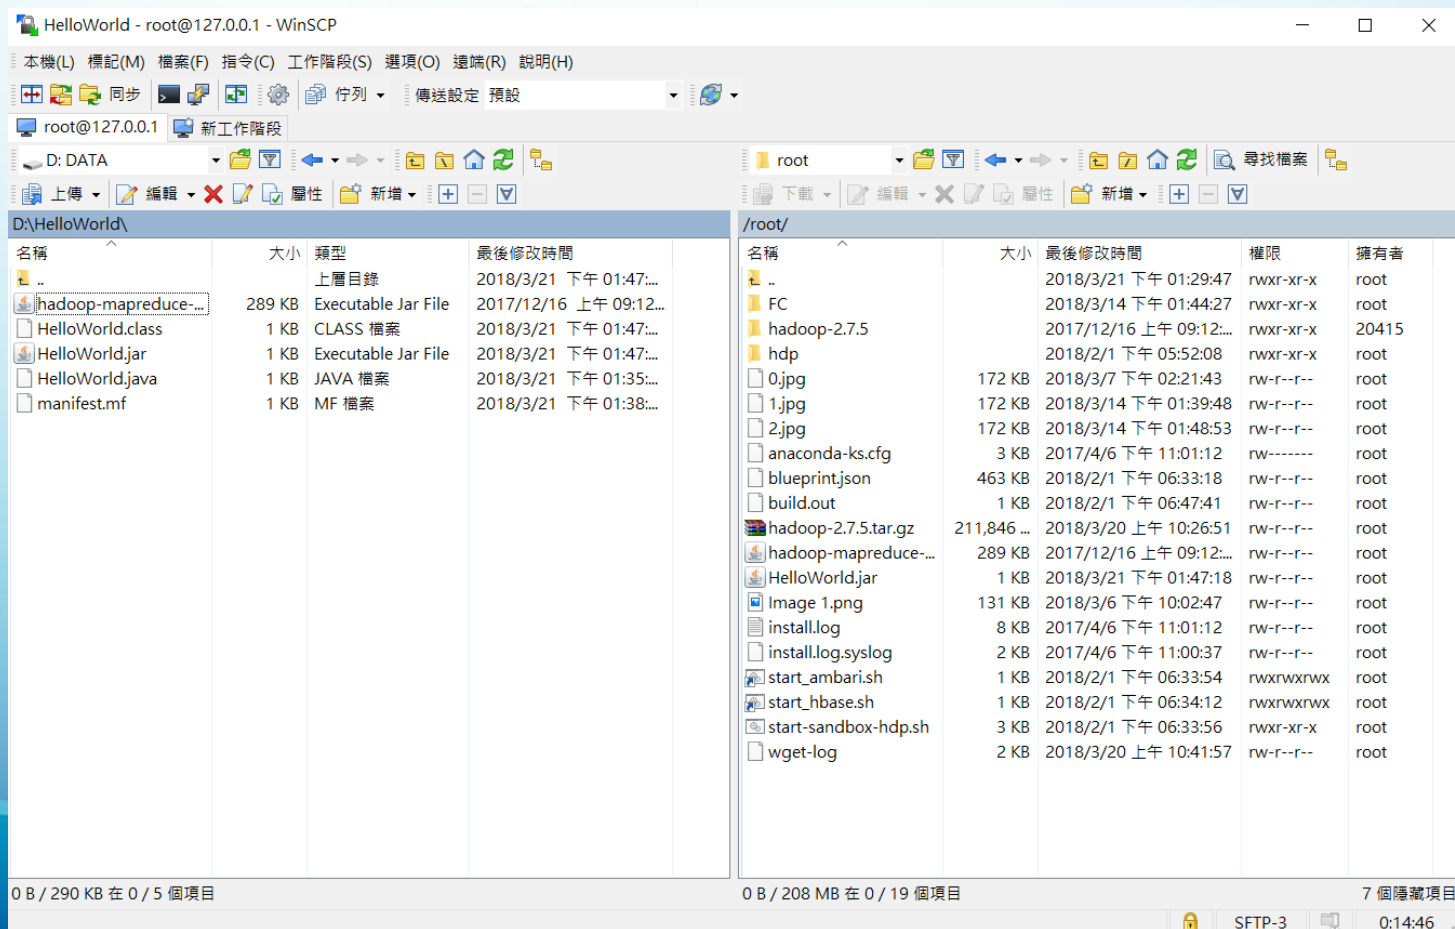 HelloWorld - root@127.0.0.1 - WinSCP
本機(L) 標記(M) 檔案(F) 指令(C) 工作階段(S) 選項(O) 遠端(R) 說明(H)
同步 佇列 傳送設定 預設
root@127.0.0.1 新工作階段
D: DATA
上傳 編輯 屬性 新增
D:\HelloWorld\
名稱 大小 類型 最後修改時間
.. 上層目錄 2018/3/21 下午 01:47:...
hadoop-mapreduce-... 289 KB Executable Jar File 2017/12/16 上午 09:12...
HelloWorld.class 1 KB CLASS 檔案 2018/3/21 下午 01:47:...
HelloWorld.jar 1 KB Executable Jar File 2018/3/21 下午 01:47:...
HelloWorld.java 1 KB JAVA 檔案 2018/3/21 下午 01:35:...
manifest.mf 1 KB MF 檔案 2018/3/21 下午 01:38:...
0 B / 290 KB 在 0 / 5 個項目
root 尋找檔案
下載 編輯 屬性 新增
/root/
名稱 大小 最後修改時間 權限 擁有者
.. 2018/3/21 下午 01:29:47 rwxr-xr-x root
FC 2018/3/14 下午 01:44:27 rwxr-xr-x root
hadoop-2.7.5 2017/12/16 上午 09:12:... rwxr-xr-x 20415
hdp 2018/2/1 下午 05:52:08 rwxr-xr-x root
0.jpg 172 KB 2018/3/7 下午 02:21:43 rw-r--r-- root
1.jpg 172 KB 2018/3/14 下午 01:39:48 rw-r--r-- root
2.jpg 172 KB 2018/3/14 下午 01:48:53 rw-r--r-- root
anaconda-ks.cfg 3 KB 2017/4/6 下午 11:01:12 rw------- root
blueprint.json 463 KB 2018/2/1 下午 06:33:18 rw-r--r-- root
build.out 1 KB 2018/2/1 下午 06:47:41 rw-r--r-- root
hadoop-2.7.5.tar.gz 211,846 ... 2018/3/20 上午 10:26:51 rw-r--r-- root
hadoop-mapreduce-... 289 KB 2017/12/16 上午 09:12:... rw-r--r-- root
HelloWorld.jar 1 KB 2018/3/21 下午 01:47:18 rw-r--r-- root
Image 1.png 131 KB 2018/3/6 下午 10:02:47 rw-r--r-- root
install.log 8 KB 2017/4/6 下午 11:01:12 rw-r--r-- root
install.log.syslog 2 KB 2017/4/6 下午 11:00:37 rw-r--r-- root
start_ambari.sh 1 KB 2018/2/1 下午 06:33:54 rwxrwxrwx root
start_hbase.sh 1 KB 2018/2/1 下午 06:34:12 rwxrwxrwx root
start-sandbox-hdp.sh 3 KB 2018/2/1 下午 06:33:56 rwxr-xr-x root
wget-log 2 KB 2018/3/20 上午 10:41:57 rw-r--r-- root
0 B / 208 MB 在 0 / 19 個項目 7 個隱藏項目
SFTP-3 0:14:46